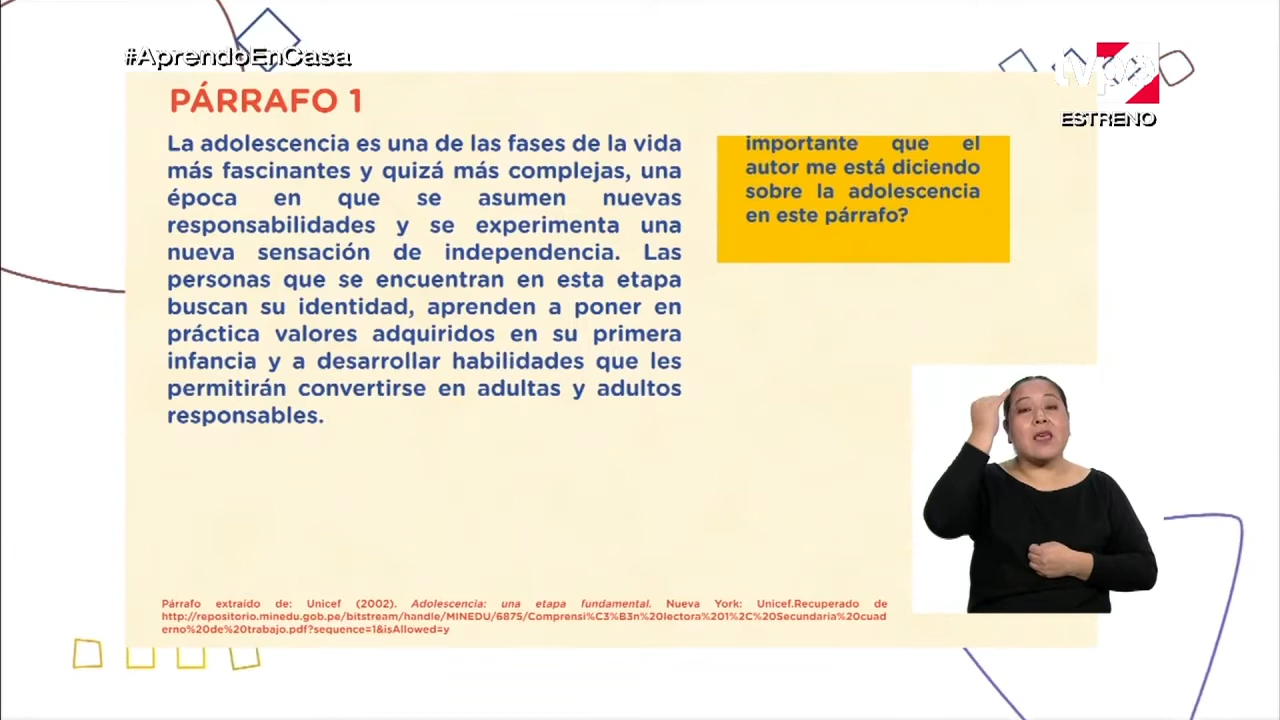 #AprendoEnCasa
tvpe
ESTRENO
PÁRRAFO 1
La adolescencia es una de las fases de la vida
más fascinantes y quizá más complejas, una
época en que se asumen nuevas
responsabilidades y se experimenta una
nueva sensación de independencia. Las
personas que se encuentran en esta etapa
buscan su identidad, aprenden a poner en
práctica valores adquiridos en su primera
infancia y a desarrollar habilidades que les
permitirán convertirse en adultas y adultos
responsables.
importante que el
autor me está diciendo
sobre la adolescencia
en este párrafo?
Párrafo extraído de: Unicef (2002). Adolescencia: una etapa fundamental. Nueva York: Unicef.Recuperado de
http://repositorio.minedu.gob.pe/bitstream/handle/MINEDU/6875/Comprensi%C3%B3n%20lectora%201%2C%20Secundaria%20cuad
erno%20de%20trabajo.pdf?sequence=1&isAllowed=y